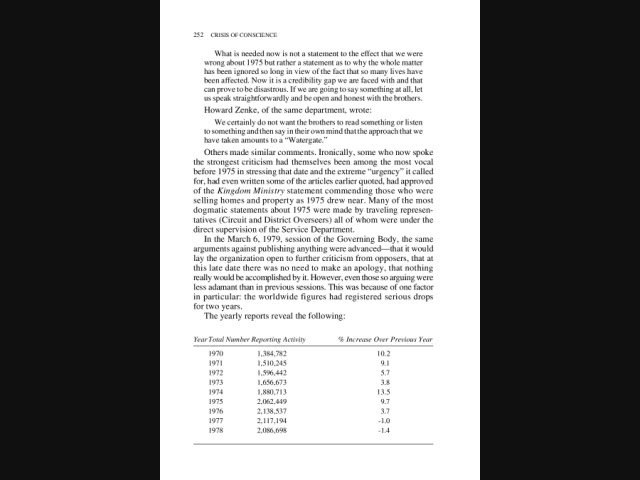 252 CRISIS OF CONSCIENCE
What is needed now is not a statement to the effect that we were
wrong about 1975 but rather a statement as to why the whole matter
has been ignored so long in view of the fact that so many lives have
been affected. Now it is a credibility gap we are faced with and that
can prove to be disastrous. If we are going to say something at all, let
us speak straightforwardly and be open and honest with the brothers.
Howard Zenke, of the same department, wrote:
We certainly do not want the brothers to read something or listen
to something and then say in their own mind that the approach that we
have taken amounts to a “Watergate.”
Others made similar comments. Ironically, some who now spoke
the strongest criticism had themselves been among the most vocal
before 1975 in stressing that date and the extreme “urgency” it called
for, had even written some of the articles earlier quoted, had approved
of the Kingdom Ministry statement commending those who were
selling homes and property as 1975 drew near. Many of the most
dogmatic statements about 1975 were made by traveling represen-
tatives (Circuit and District Overseers) all of whom were under the
direct supervision of the Service Department.
In the March 6, 1979, session of the Governing Body, the same
arguments against publishing anything were advanced—that it would
lay the organization open to further criticism from opposers, that at
this late date there was no need to make an apology, that nothing
really would be accomplished by it. However, even those so arguing were
less adamant than in previous sessions. This was because of one factor
in particular: the worldwide figures had registered serious drops
for two years.
The yearly reports reveal the following:
Year Total Number Reporting Activity % Increase Over Previous Year
1970 1,384,782 10.2
1971 1,510,245 9.1
1972 1,596,442 5.7
1973 1,656,673 3.8
1974 1,880,713 13.5
1975 2,062,449 9.7
1976 2,138,537 3.7
1977 2,117,194 -1.0
1978 2,086,698 -1.4